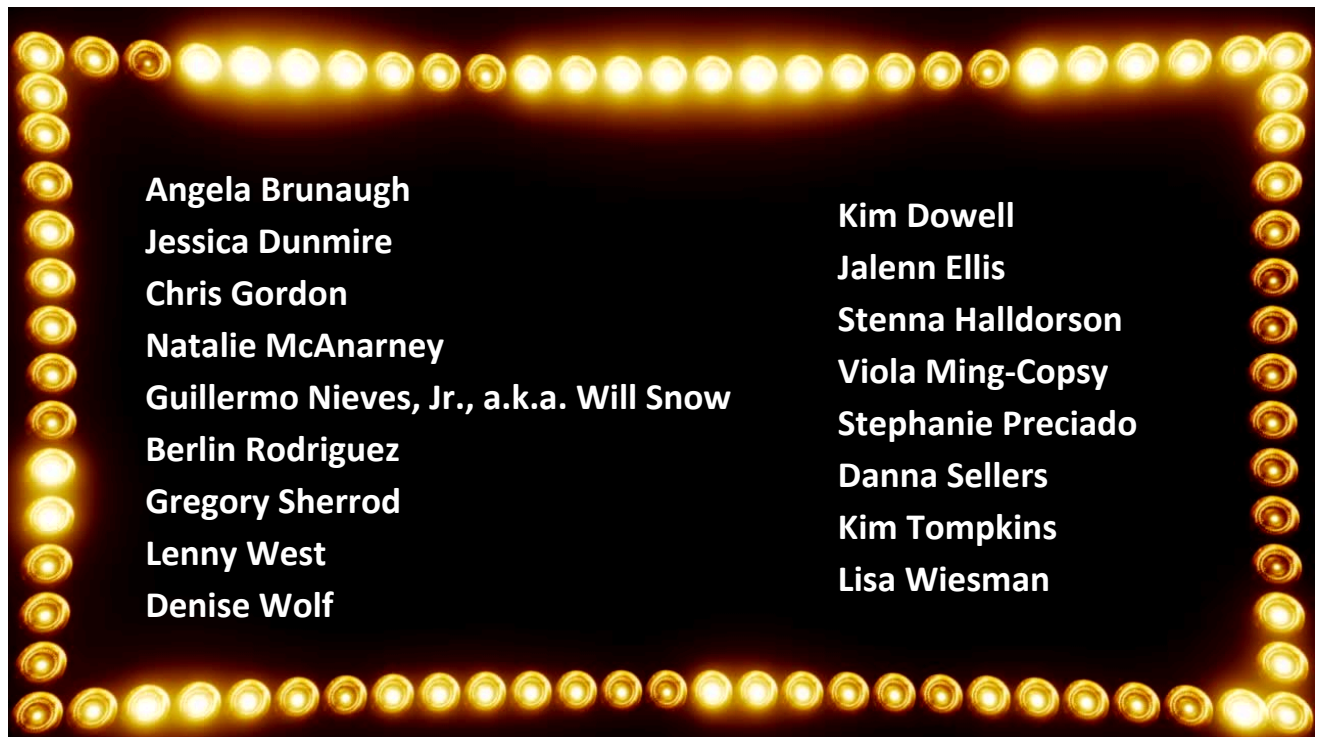 Angela Brunaugh
Jessica Dunmire
Chris Gordon
Natalie McAnarney
Guillermo Nieves, Jr., a.k.a. Will Snow
Berlin Rodriguez
Gregory Sherrod
Lenny West
Denise Wolf
Kim Dowell
Jalenn Ellis
Stenna Halldorson
Viola Ming-Copsy
Stephanie Preciado
Danna Sellers
Kim Tompkins
Lisa Wiesman